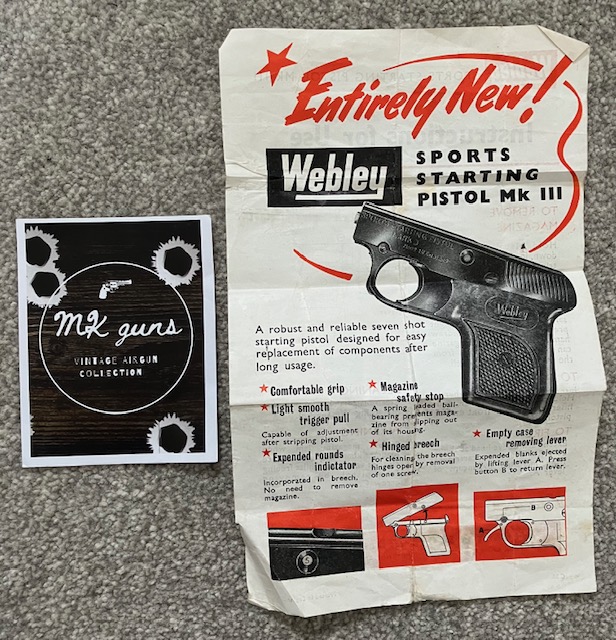 MK guns
VINTAGE AIRGUN
COLLECTION
Entirely New!
Webley
SPORTS
STARTING
PISTOL Mk III
Webley
A robust and reliable seven shot
starting pistol designed for easy
replacement of components after
long usage.
Comfortable grip
Light smooth
trigger pull
Capable of adjustment
after stripping pistol.
Expended rounds
indictator
incorporated in breech.
No need to remove
magazine.
Magazine
safety stop
A spring loaded ball-
bearing prevents maga-
zine from slipping out
of its housing.
Hinged breech
For cleaning the breech
hinges open by removal
of one screw.
Empty case
removing lever
Expended blanks ejected
by lifting lever A. Press
button B to return lever.
B
A